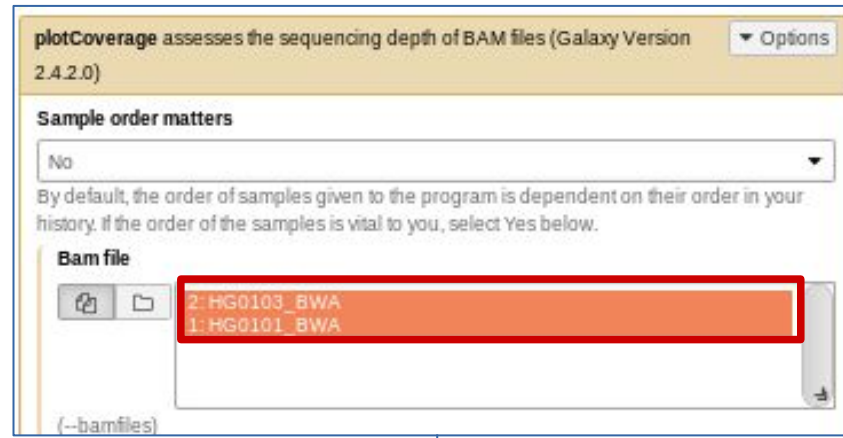 plotCoverage assesses the sequencing depth of BAM files (Galaxy Version
2.4.2.0)
Options
Sample order matters
No
By default, the order of samples given to the program is dependent on their order in your
history. If the order of the samples is vital to you, select Yes below.
Bam file
2: HG0103_BWA
1: HG0101_BWA
(--bamfiles)